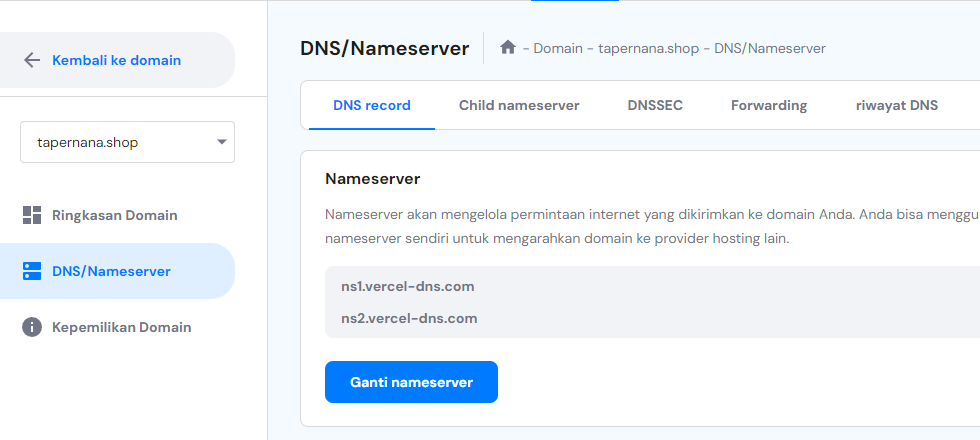 Kembali ke domain
tapernana.shop
Ringkasan Domain
DNS/Nameserver
Kepemilikan Domain
DNS/Nameserver
- Domain - tapernana.shop - DNS/Nameserver
DNS record Child nameserver DNSSEC Forwarding riwayat DNS
Nameserver
Nameserver akan mengelola permintaan internet yang dikirimkan ke domain Anda. Anda bisa menggu
nameserver sendiri untuk mengarahkan domain ke provider hosting lain.
ns1.vercel-dns.com
ns2.vercel-dns.com
Ganti nameserver